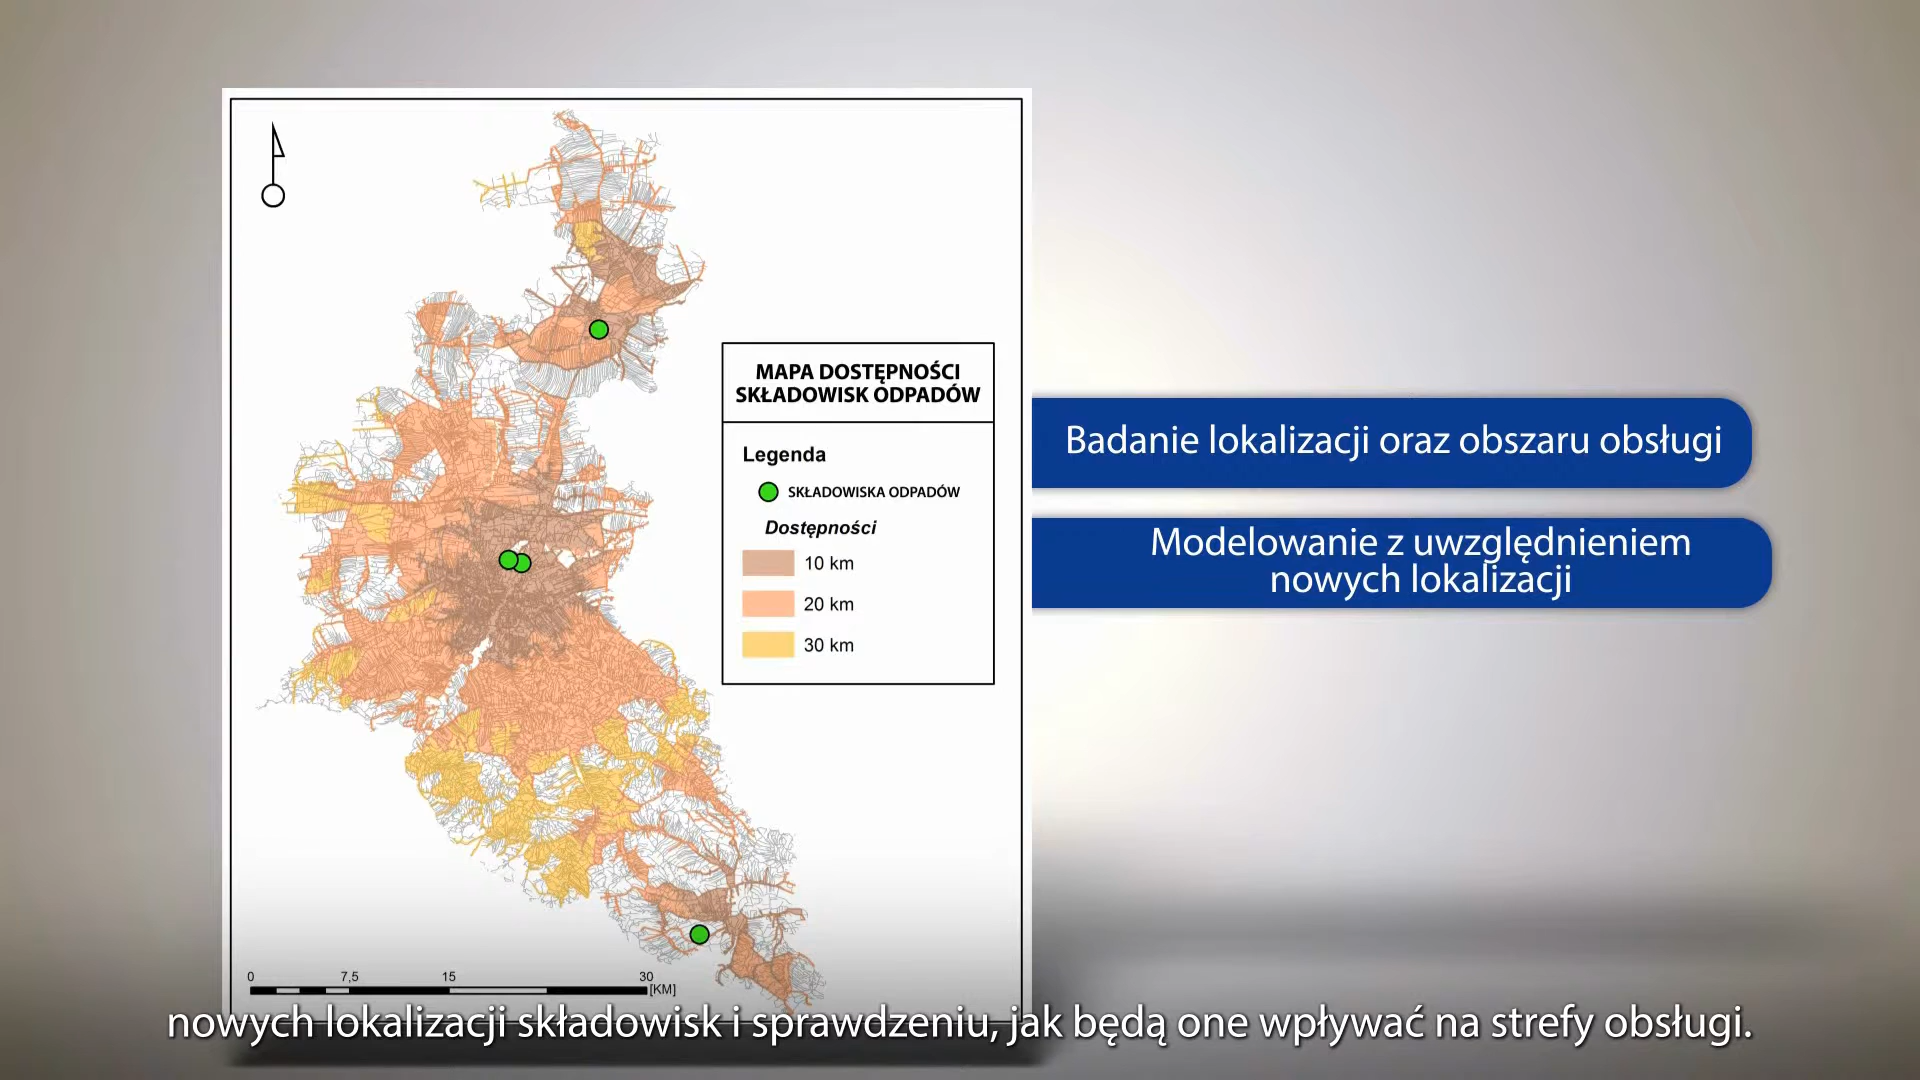 MAPA DOSTĘPNOŚCI
SKŁADOWISK ODPADÓW
Legenda
SKŁADOWISKA ODPADÓW
Dostępności
10 km
20 km
30 km
0 7,5 15 30
[KM]
Badanie lokalizacji oraz obszaru obsługi
Modelowanie z uwzględnieniem
nowych lokalizacji
nowych lokalizacji składowisk i sprawdzeniu, jak będą one wpływać na strefy obsługi.